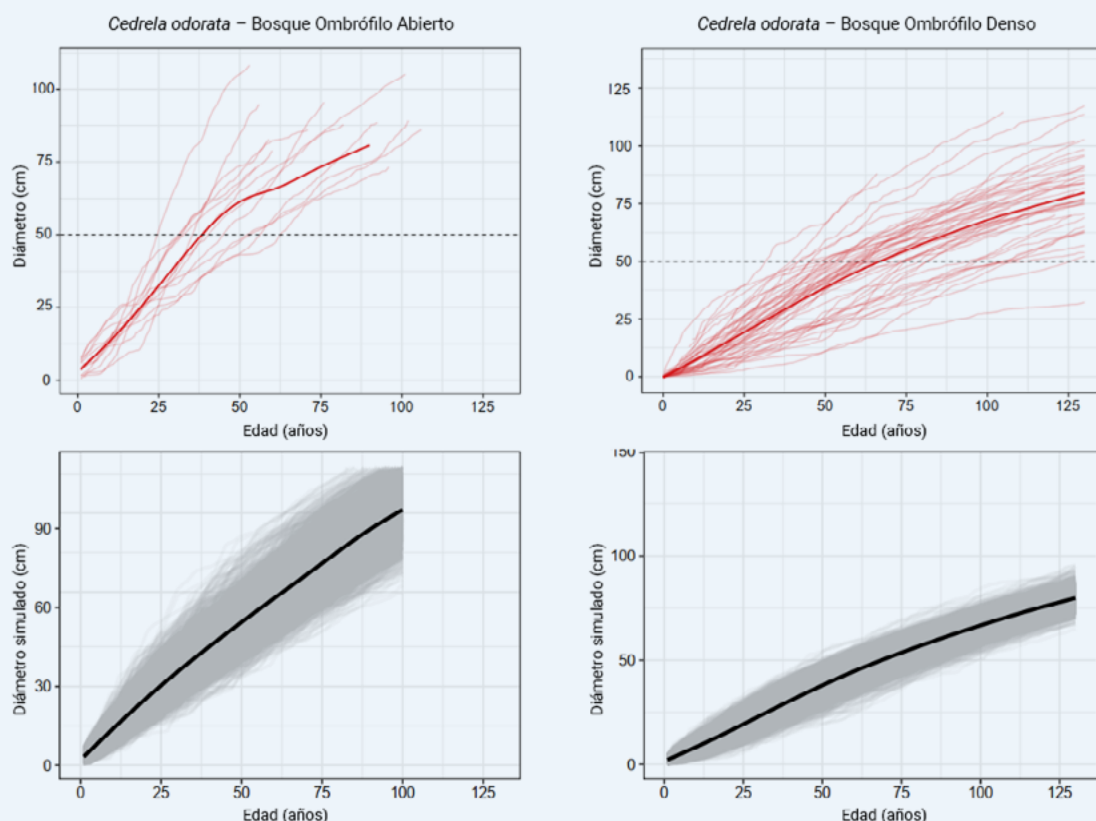 Cedrela odorata – Bosque Ombrófilo Abierto
Diámetro (cm)
100
75
50
25
0
0 25 50 75 100 125
Edad (años)
Cedrela odorata – Bosque Ombrófilo Denso
Diámetro (cm)
125
100
75
50
25
0
0 25 50 75 100 125
Edad (años)
Diámetro simulado (cm)
90
60
30
0
0 25 50 75 100 125
Edad (años)
Diámetro simulado (cm)
150
100
50
0
0 25 50 75 100 125
Edad (años)